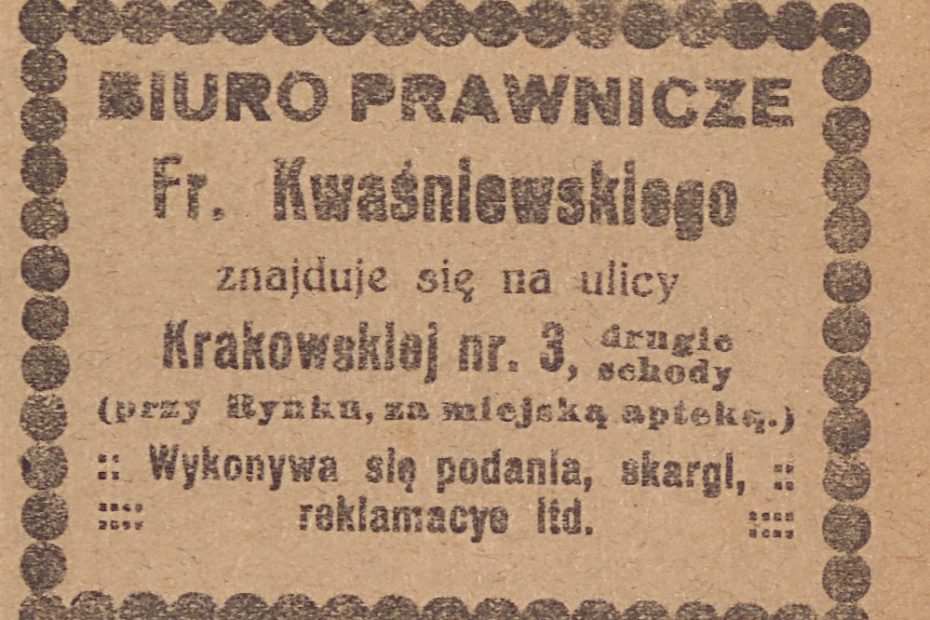 BIURO PRAWNICZE
Fr. Kwaśniewskiego
znajduje się na ulicy
Krakowskiej nr. 3, drugie schody
(przy Rynku, za miejską apteką.)
:: Wykonywa się podania, skargi, ::
:::: reklamacye itd. ::::